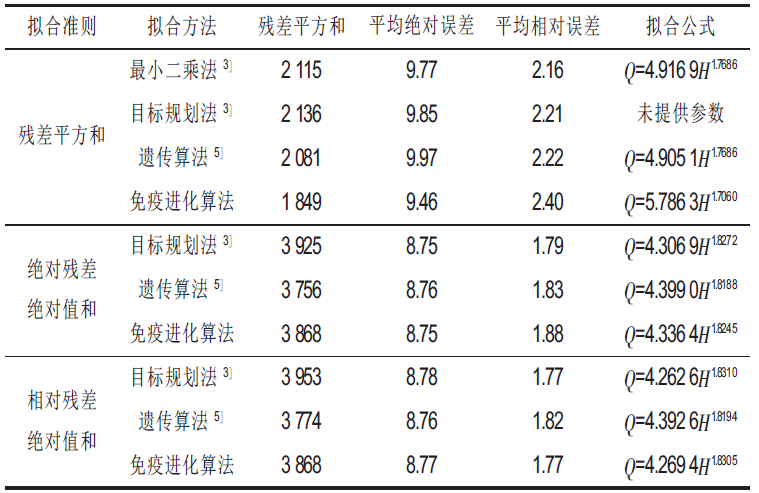 拟合准则 拟合方法 残差平方和 平均绝对误差 平均相对误差 拟合公式
最小二乘法 3] 2 115 9.77 2.16 Q=4.916 9H1.7686
目标规划法 3] 2 136 9.85 2.21 未提供参数
残差平方和
遗传算法 5] 2 081 9.97 2.22 Q=4.905 1H1.7686
免疫进化算法 1 849 9.46 2.40 Q=5.786 3H1.7060
目标规划法 3] 3 925 8.75 1.79 Q=4.306 9H1.8272
绝对残差
遗传算法 5] 3 756 8.76 1.83 Q=4.399 0H1.8188
绝对值和
免疫进化算法 3 868 8.75 1.88 Q=4.336 4H1.8245
目标规划法 3] 3 953 8.78 1.77 Q=4.262 6H1.8310
相对残差
遗传算法 5] 3 774 8.76 1.82 Q=4.392 6H1.8194
绝对值和
免疫进化算法 3 868 8.77 1.77 Q=4.269 4H1.8305